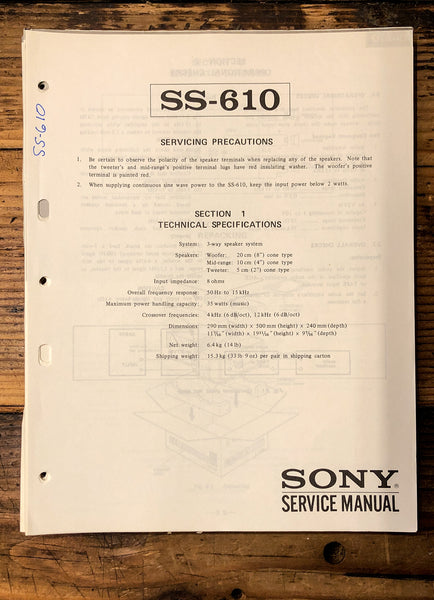 SS-610
SS-610
SERVICING PRECAUTIONS
1. Be certain to observe the polarity of the speaker terminals when replacing any of the speakers. Note that
the tweeter's and mid-range's positive terminal lugs have red insulating washer. The woofer's positive
terminal is painted red.
2. When supplying continuous sine wave power to the SS-610, keep the input power below 2 watts.
SECTION 1
TECHNICAL SPECIFICATIONS
System: 3-way speaker system
Speakers: Woofer: 20 cm (8") cone type
Mid-range: 10 cm (4") cone type
Tweeter: 5 cm (2") cone type
Input impedance: 8 ohms
Overall frequency response: 50 Hz to 15 kHz
Maximum power handling capacity: 35 watts (music)
Crossover frequencies: 4 kHz (6 dB/oct), 12 kHz (6 dB/oct)
Dimensions: 290 mm (width) x 500 mm (height) x 240 mm (depth)
(width) x (height) x (depth)
Net weight: 6.4 kg (14 lb)
Shipping weight: 15.3 kg (33 lb 9 oz) per pair in shipping carton
SONY®
SERVICE MANUAL